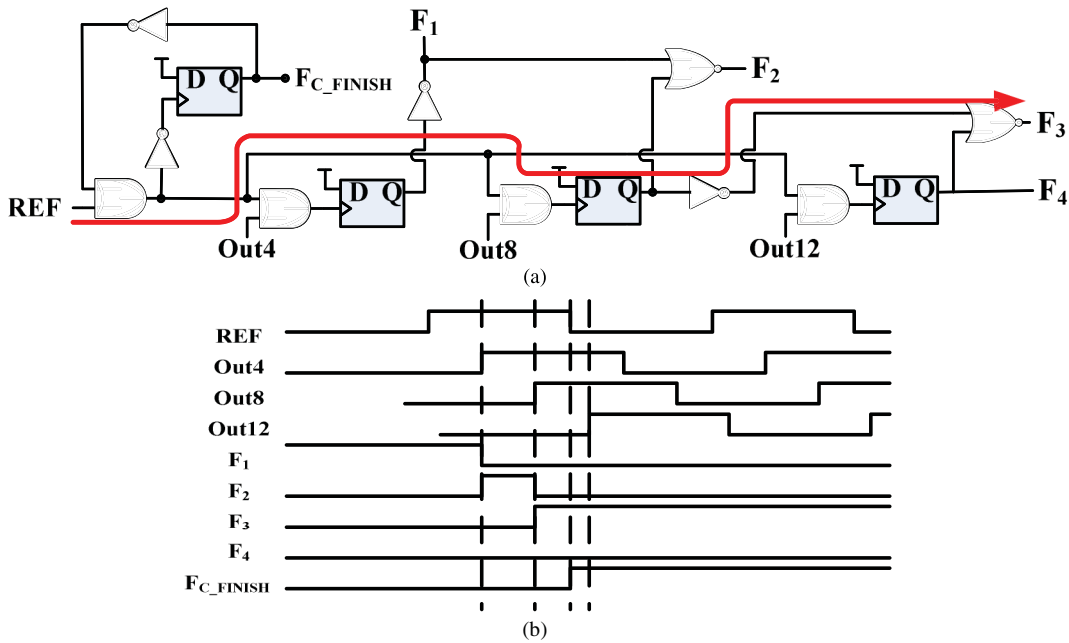 F1
F2
D Q
FC_FINISH
F3
D Q
D Q
D Q
REF
F4
Out4
Out8
Out12
(a)
REF
Out4
Out8
Out12
F1
F2
F3
F4
FC_FINISH
(b)